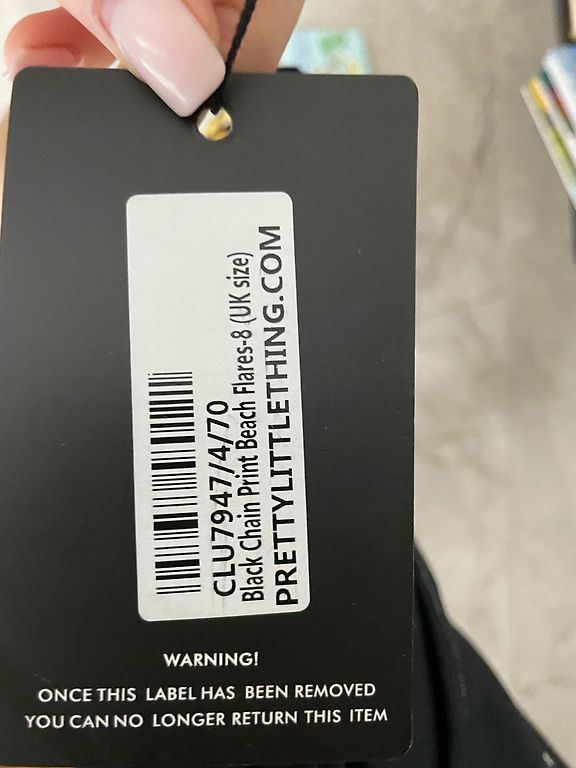 CLU7947/4/70
Black Chain Print Beach Flares-8 (UK size)
PRETTYLITTLETHING.COM
WARNING!
ONCE THIS LABEL HAS BEEN REMOVED
YOU CAN NO LONGER RETURN THIS ITEM